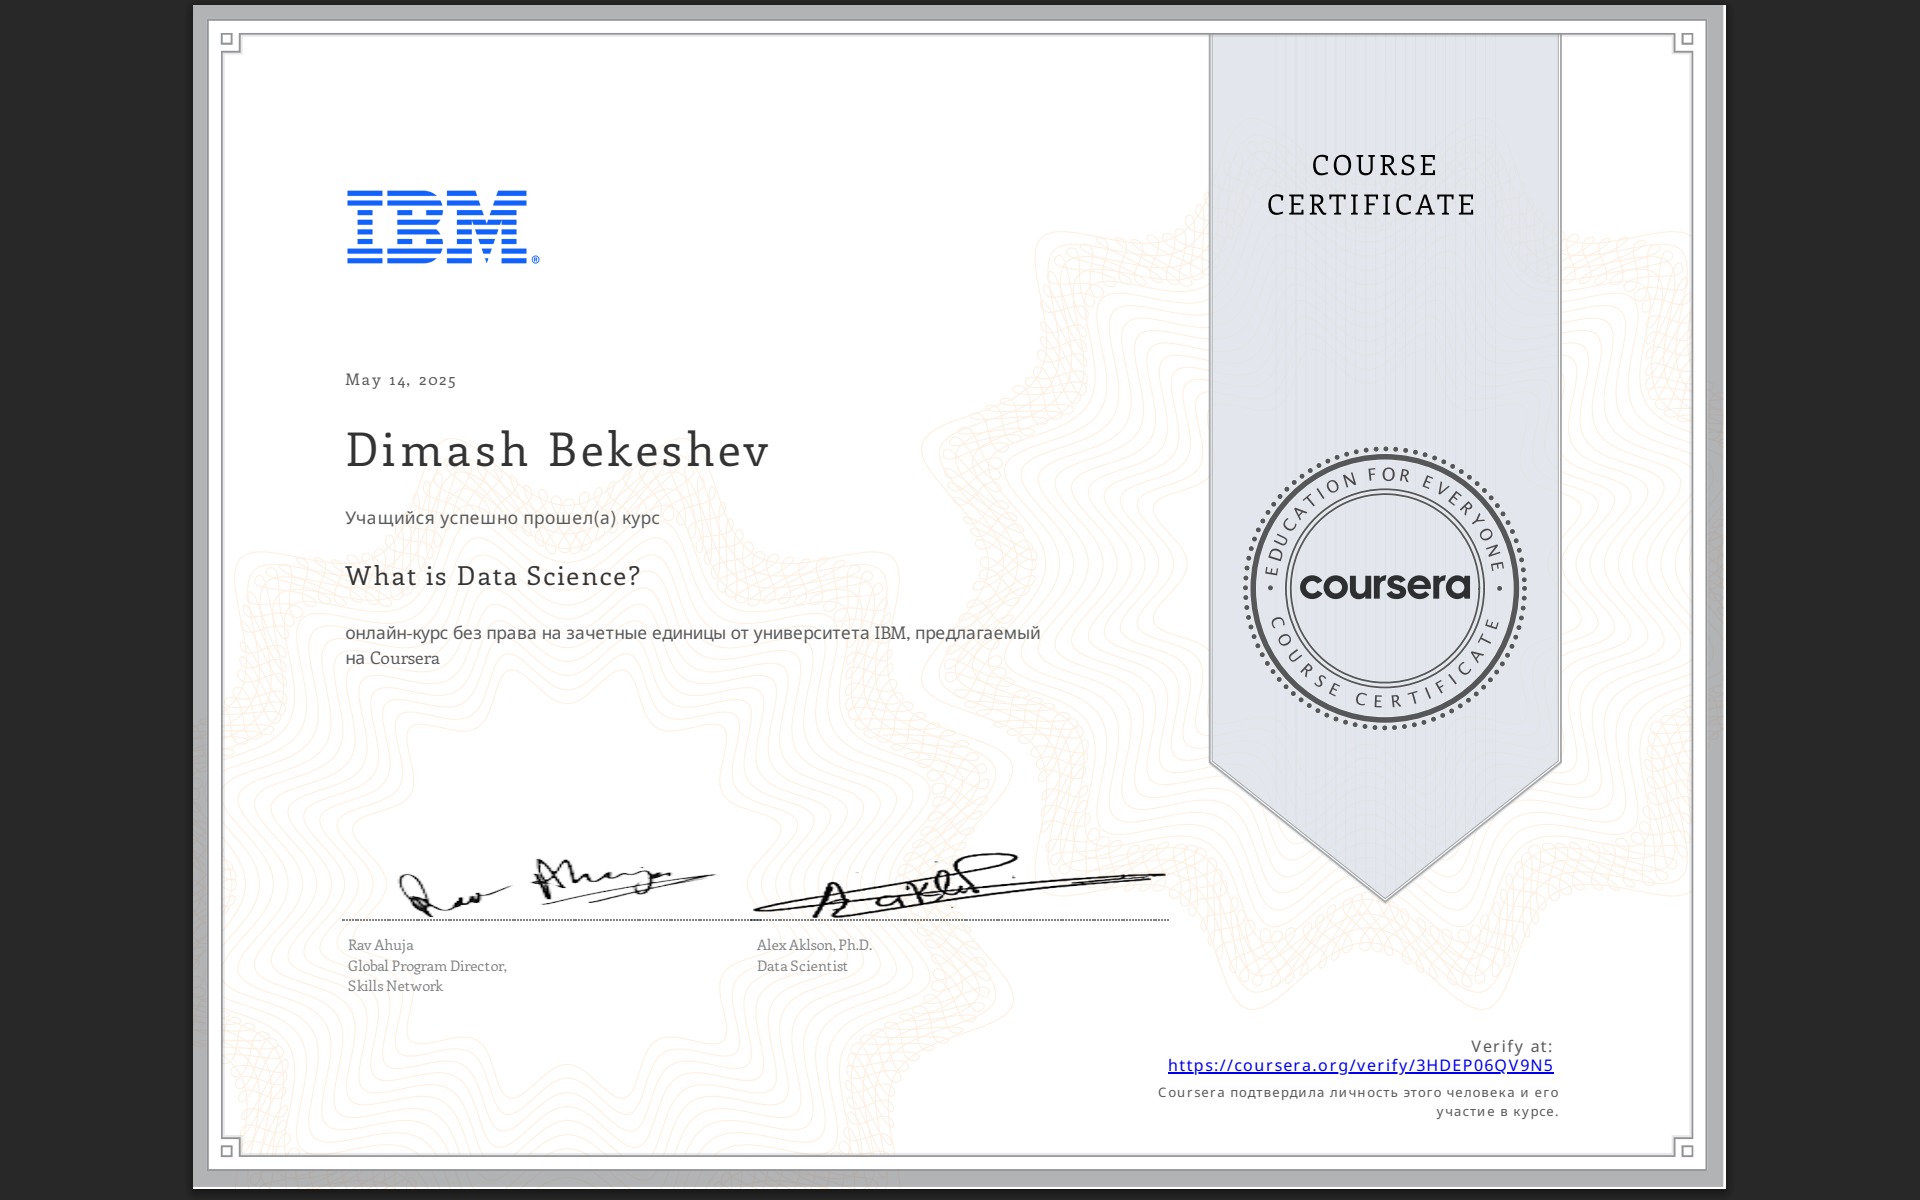 IBM®
COURSE
CERTIFICATE
May 14, 2025
Dimash Bekeshev
Учащийся успешно прошел(а) курс
What is Data Science?
онлайн-курс без права на зачетные единицы от университета IBM, предлагаемый
на Coursera
EDUCATION FOR EVERYONE
coursera
COURSE CERTIFICATE
Rav Ahuja
Global Program Director,
Skills Network
Alex Aklson, Ph.D.
Data Scientist
Verify at:
https://coursera.org/verify/3HDEP06QV9N5
Coursera подтвердила личность этого человека и его
участие в курсе.